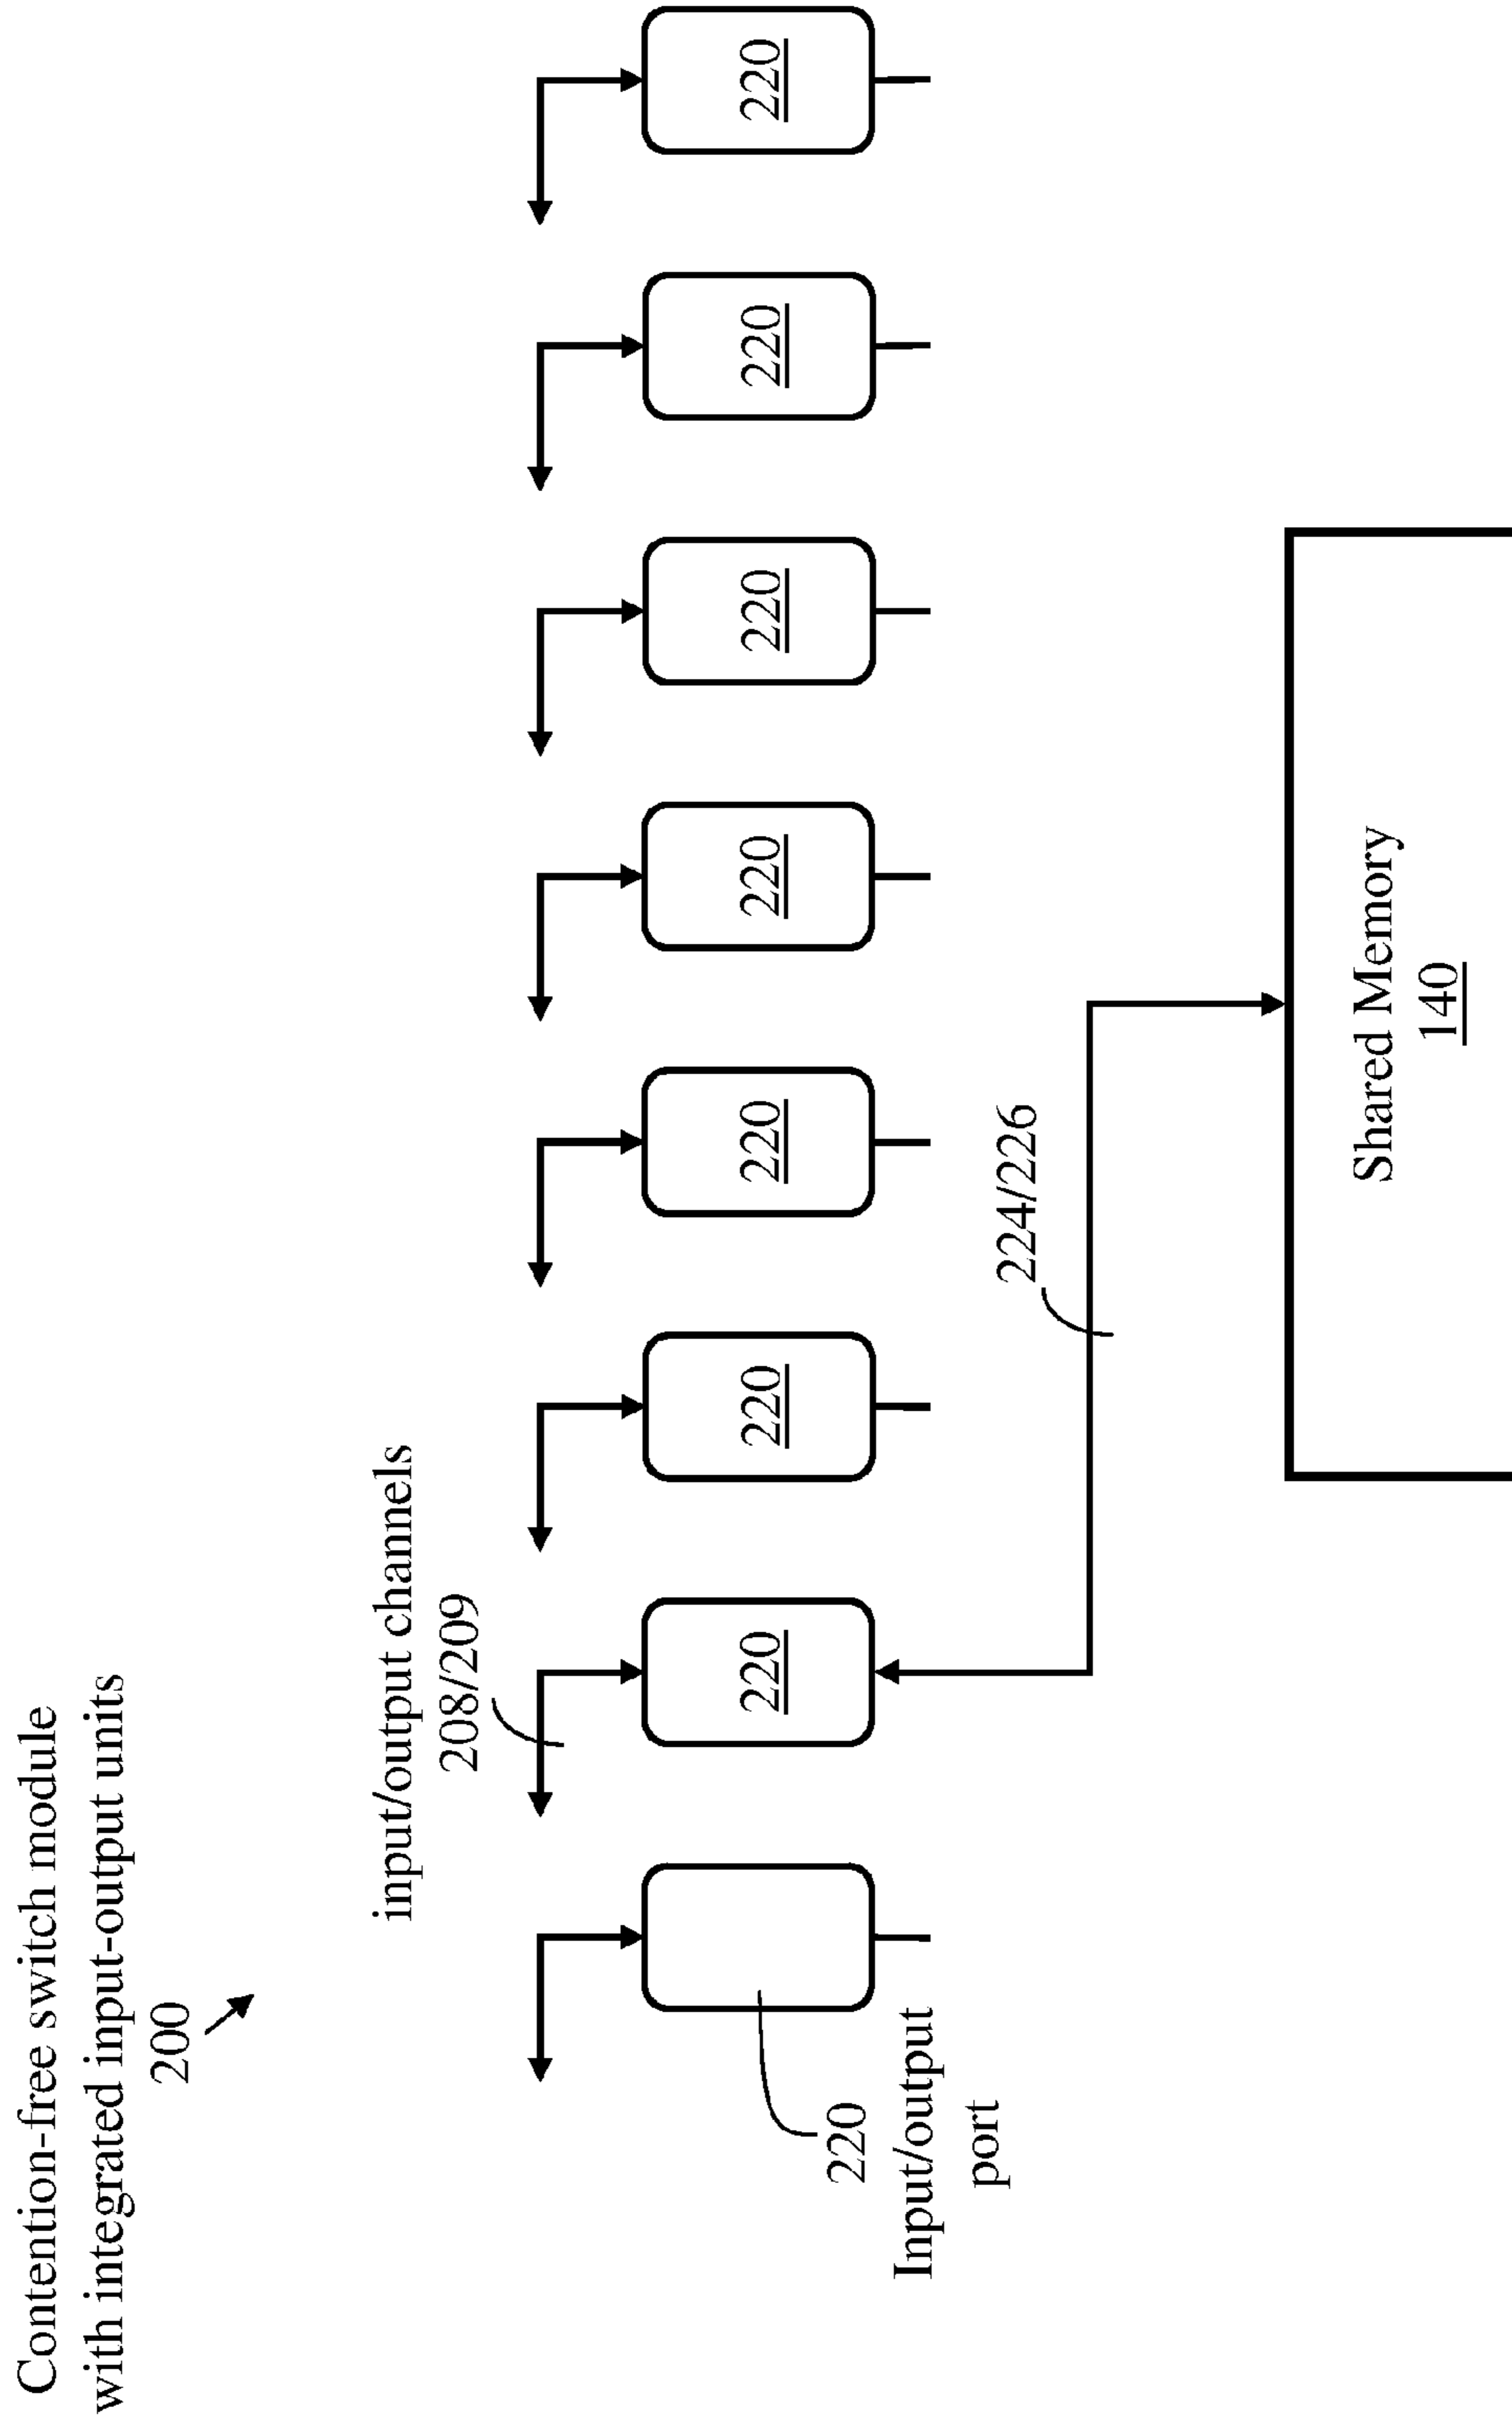 Contention-free switch module
with integrated input-output units
200
input/output channels
208/209
220
Input/output
port
220
220
220
220
220
220
220
224/226
Shared Memory
140